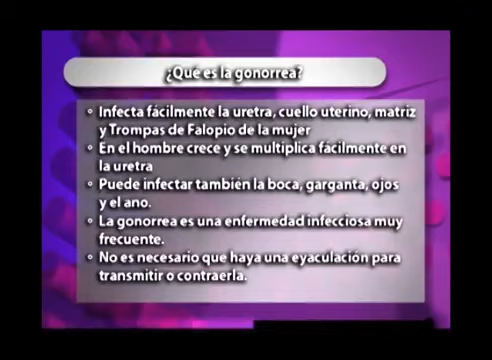 ¿Qué es la gonorrea?
Infecta fácilmente la uretra, cuello uterino, matriz
y Trompas de Falopio de la mujer
En el hombre crece y se multiplica fácilmente en
la uretra
Puede infectar también la boca, garganta, ojos
y el ano.
La gonorrea es una enfermedad infecciosa muy
frecuente.
No es necesario que haya una eyaculación para
transmitir o contraerla.